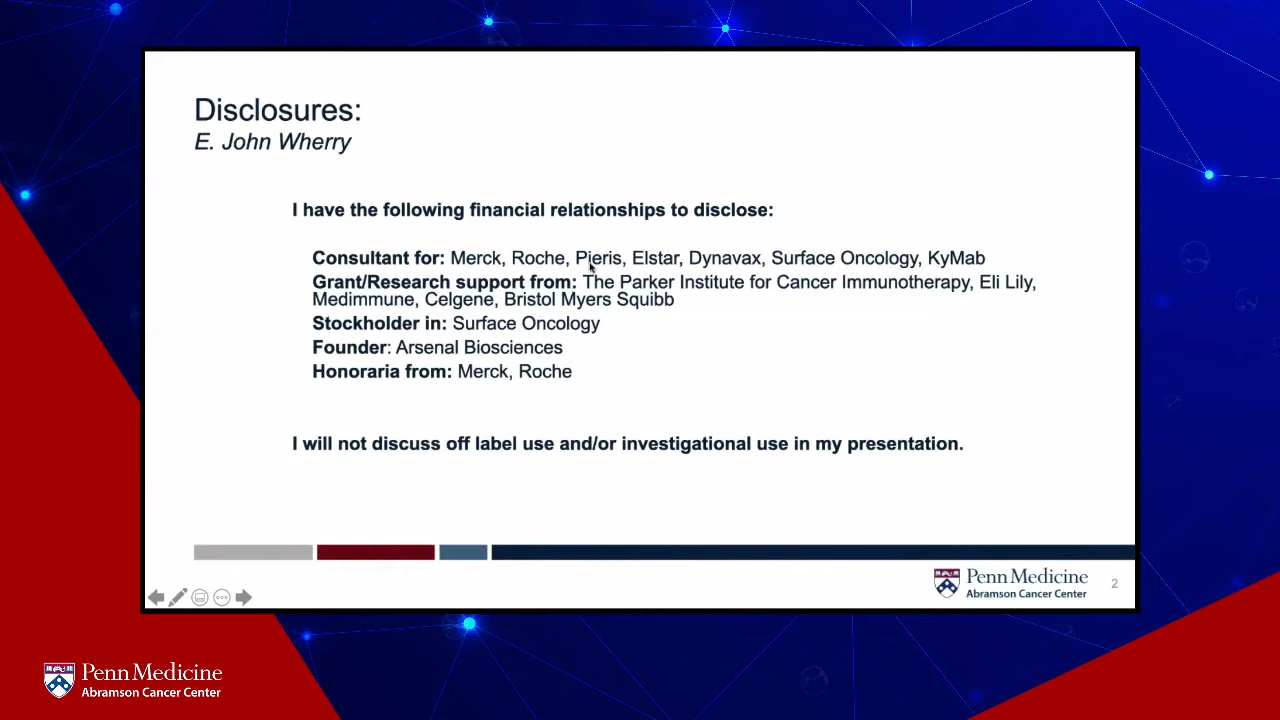 Disclosures:
E. John Wherry
I have the following financial relationships to disclose:
Consultant for: Merck, Roche, Pieris, Elstar, Dynavax, Surface Oncology, KyMab
Grant/Research support from: The Parker Institute for Cancer Immunotherapy, Eli Lily,
Medimmune, Celgene, Bristol Myers Squibb
Stockholder in: Surface Oncology
Founder: Arsenal Biosciences
Honoraria from: Merck, Roche
I will not discuss off label use and/or investigational use in my presentation.
Penn Medicine
Abramson Cancer Center
2
Penn Medicine
Abramson Cancer Center